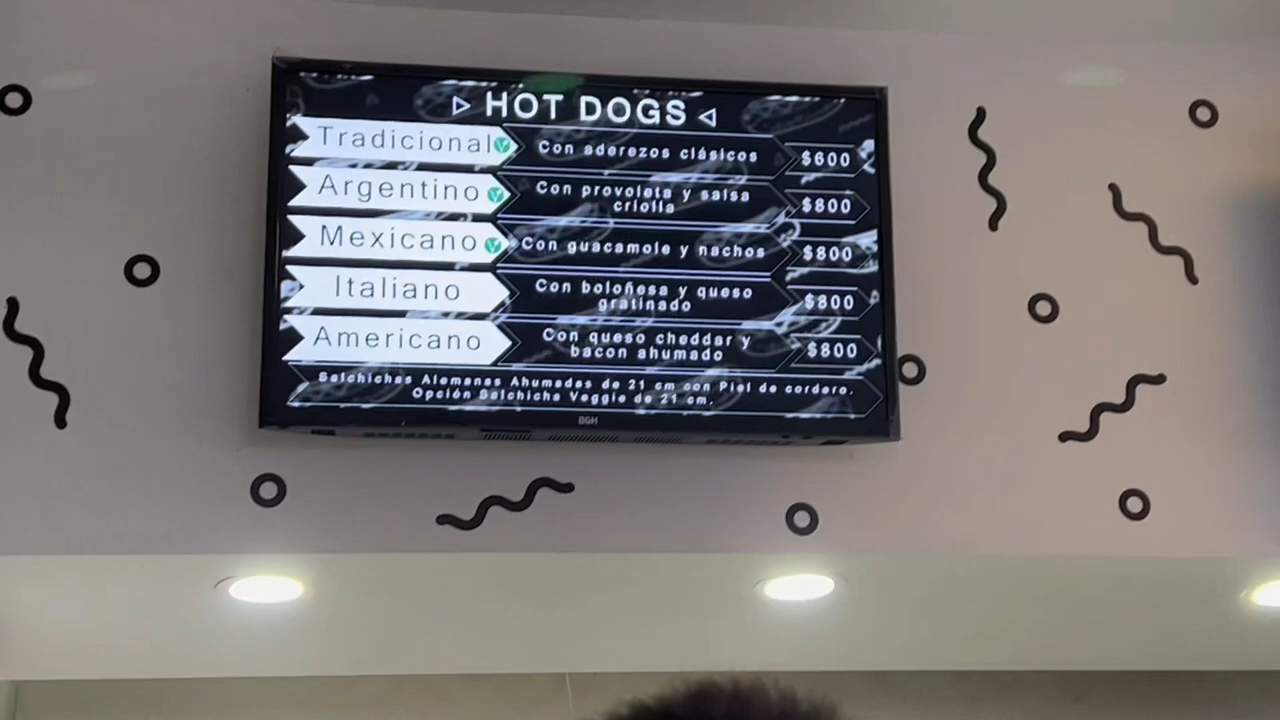 HOT DOGS
Tradicional
Con aderezos clásicos
$600
Argentino
Con provoleta y salsa
criolla
$800
Mexicano
Con guacamole y nachos
$800
Italiano
Con boloñesa y queso
gratinado
$800
Americano
Con queso cheddar y
bacon ahumado
$800
Salchichas Alemanas Ahumadas de 21 cm con Piel de cordero.
Opción Salchicha Veggie de 21 cm.
BGH